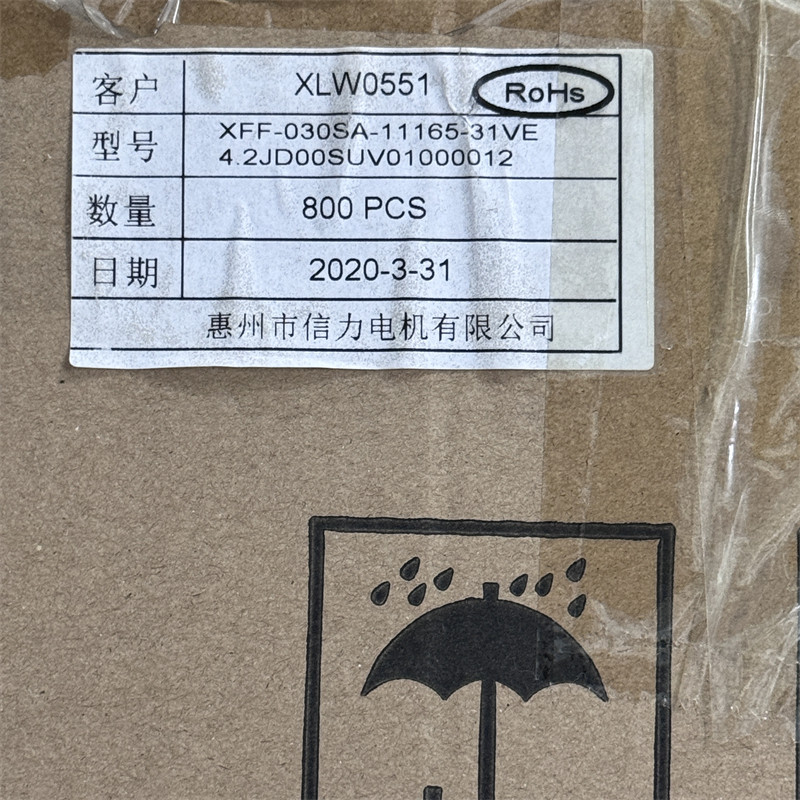 客户 XLW0551 RoHs
型号 XFF-030SA-11165-31VE
4.2JD00SUV01000012
数量 800 PCS
日期 2020-3-31
惠州市信力电机有限公司